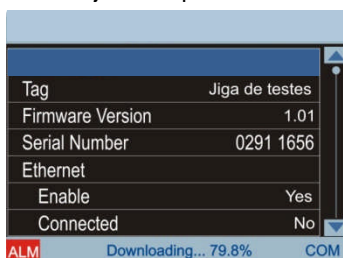 Tag Jiga de testes
Firmware Version 1.01
Serial Number 0291 1656
Ethernet
Enable Yes
Connected No
ALM Downloading... 79.8% COM